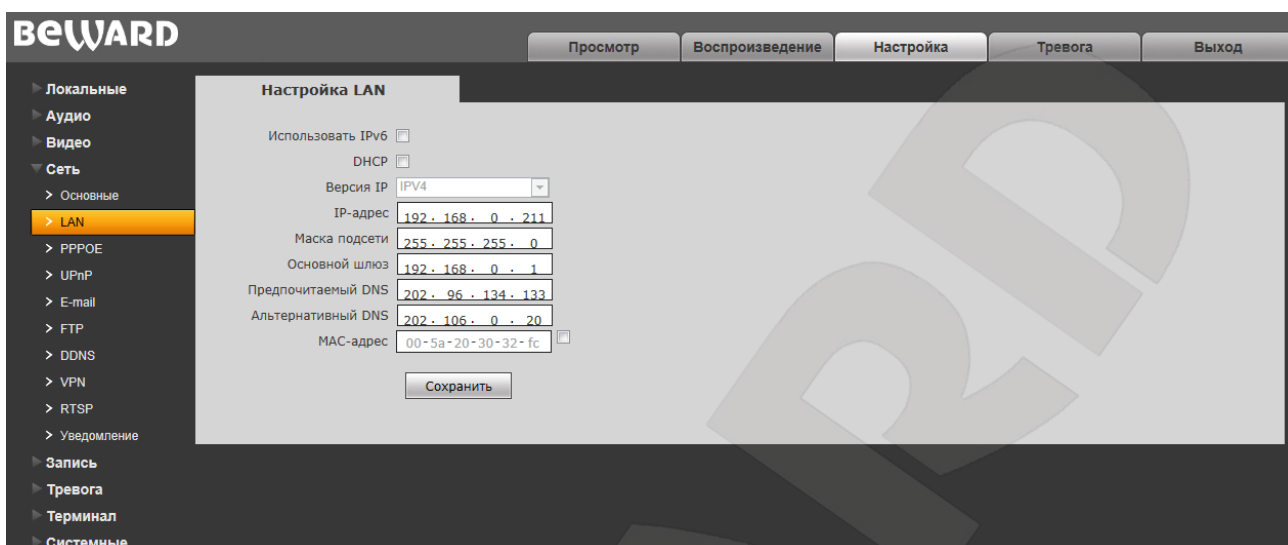 BEWARD
Просмотр Воспроизведение Настройка Тревога Выход
Локальные
Аудио
Видео
Сеть
> Основные
> LAN
> PPPOE
> UPnP
> E-mail
> FTP
> DDNS
> VPN
> RTSP
> Уведомление
Запись
Тревога
Терминал
Системные
Настройка LAN
Использовать IPv6
DHCP
Версия IP IPV4
IP-адрес 192. 168. 0 . 211
Маска подсети 255. 255. 255. 0
Основной шлюз 192. 168. 0 . 1
Предпочитаемый DNS 202. 96 . 134. 133
Альтернативный DNS 202. 106. 0 . 20
MAC-адрес 00-5a-20-30-32-fc
Сохранить